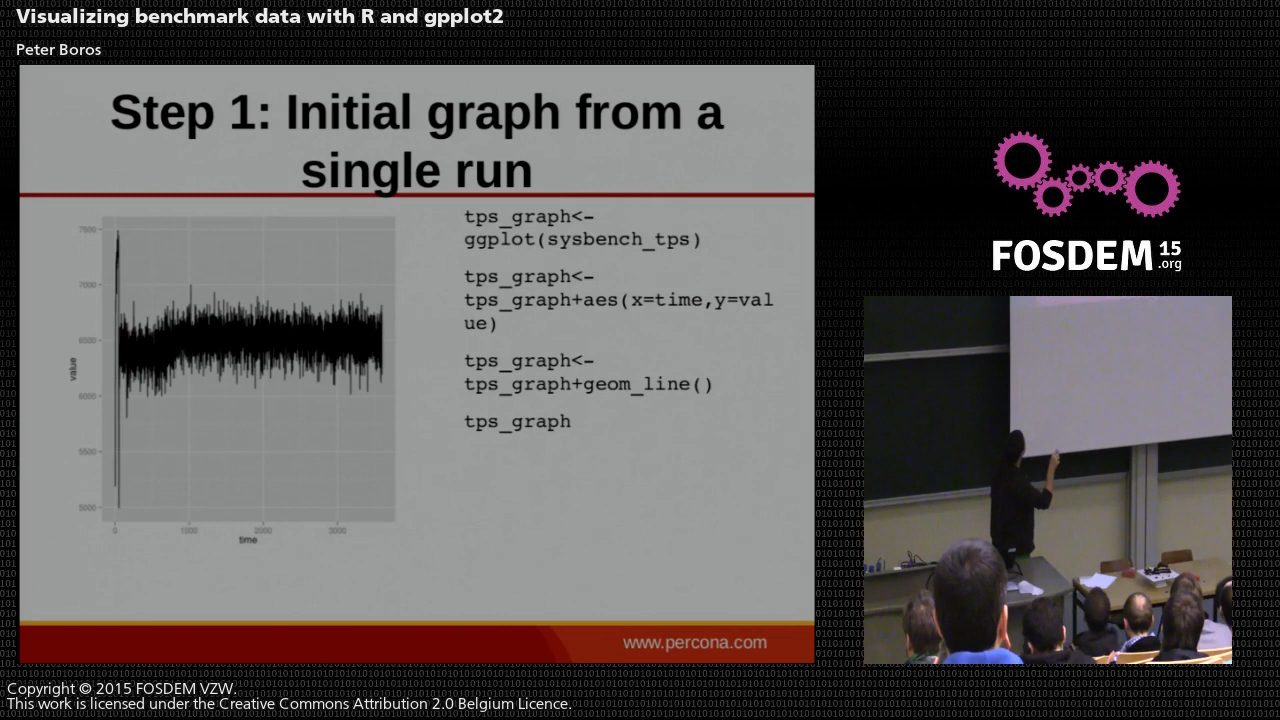 Visualizing benchmark data with R and gpplot2
Peter Boros
Step 1: Initial graph from a
single run
tps_graph<-
ggplot(sysbench_tps)
tps_graph<-
tps_graph+aes(x=time,y=val
ue)
tps_graph<-
tps_graph+geom_line()
tps_graph
7500
7000
6500
6000
5500
5000
value
0 1000 2000 3000
time
www.percona.com
FOSDEM 15
.org
Copyright © 2015 FOSDEM VZW.
This work is licensed under the Creative Commons Attribution 2.0 Belgium Licence.